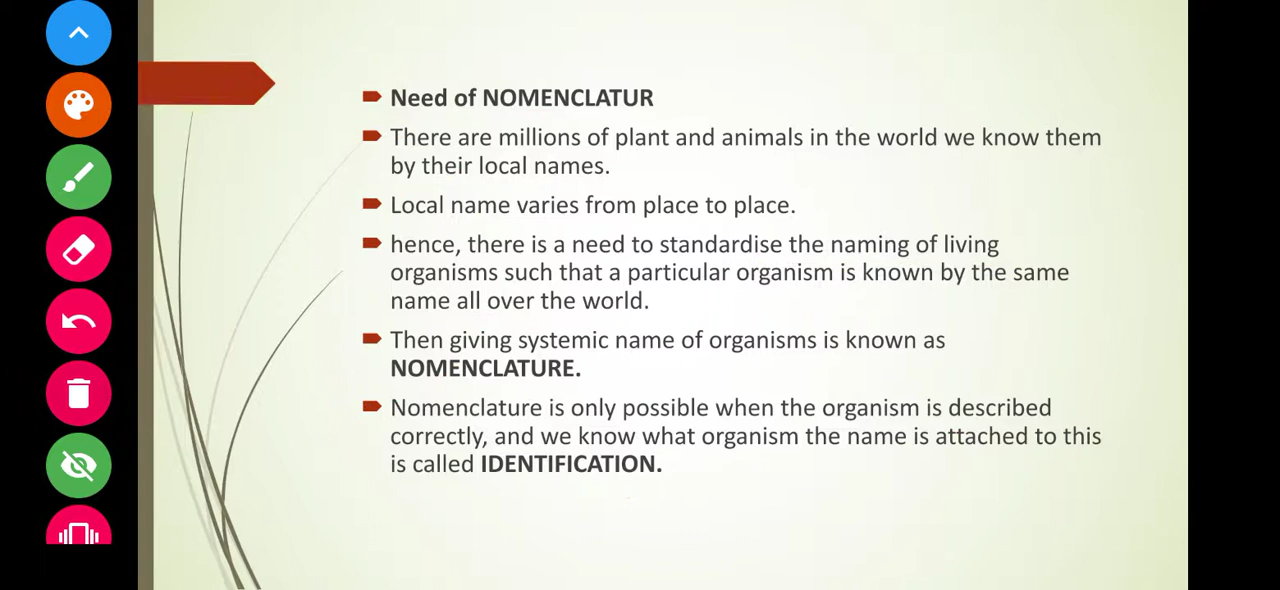 Need of NOMENCLATUR
There are millions of plant and animals in the world we know them
by their local names.
Local name varies from place to place.
hence, there is a need to standardise the naming of living
organisms such that a particular organism is known by the same
name all over the world.
Then giving systemic name of organisms is known as
NOMENCLATURE.
Nomenclature is only possible when the organism is described
correctly, and we know what organism the name is attached to this
is called IDENTIFICATION.